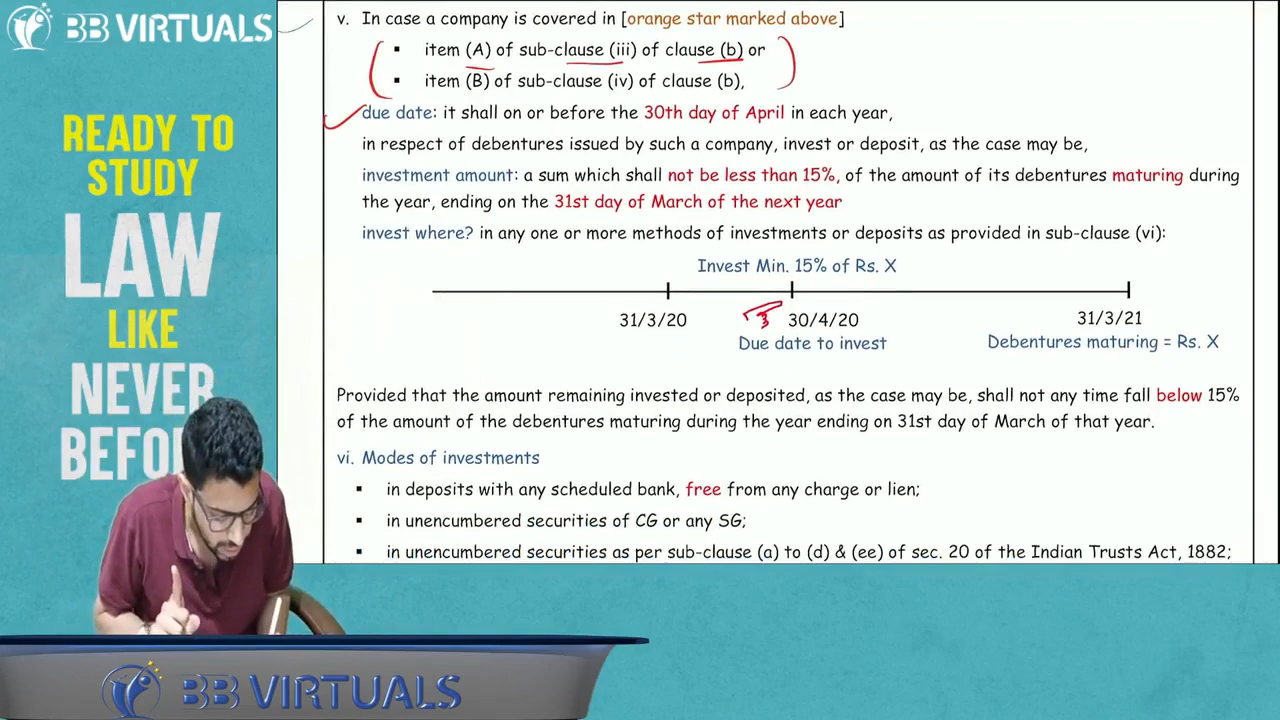 BB VIRTUALS
READY TO
STUDY
LAW
LIKE
NEVER
v. In case a company is covered in [orange star marked above]
▪ item (A) of sub-clause (iii) of clause (b) or
▪ item (B) of sub-clause (iv) of clause (b),
due date: it shall on or before the 30th day of April in each year,
in respect of debentures issued by such a company, invest or deposit, as the case may be,
investment amount: a sum which shall not be less than 15%, of the amount of its debentures maturing during
the year, ending on the 31st day of March of the next year
invest where? in any one or more methods of investments or deposits as provided in sub-clause (vi):
Invest Min. 15% of Rs. X
31/3/20 30/4/20 31/3/21
Due date to invest Debentures maturing = Rs. X
Provided that the amount remaining invested or deposited, as the case may be, shall not any time fall below 15%
of the amount of the debentures maturing during the year ending on 31st day of March of that year.
vi. Modes of investments
▪ in deposits with any scheduled bank, free from any charge or lien;
▪ in unencumbered securities of CG or any SG;
▪ in unencumbered securities as per sub-clause (a) to (d) & (ee) of sec. 20 of the Indian Trusts Act, 1882;
BB VIRTUALS